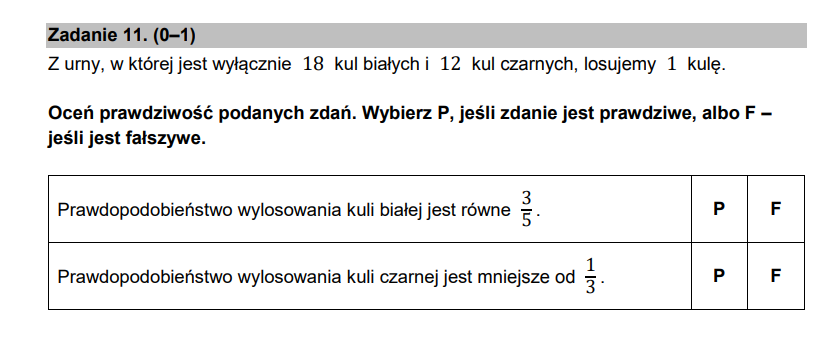 Zadanie 11. (0–1)
Z urny, w której jest wyłącznie 18 kul białych i 12 kul czarnych, losujemy 1 kulę.
Oceń prawdziwość podanych zdań. Wybierz P, jeśli zdanie jest prawdziwe, albo F –
jeśli jest fałszywe.
Prawdopodobieństwo wylosowania kuli białej jest równe 3/5. P F
Prawdopodobieństwo wylosowania kuli czarnej jest mniejsze od 1/3. P F